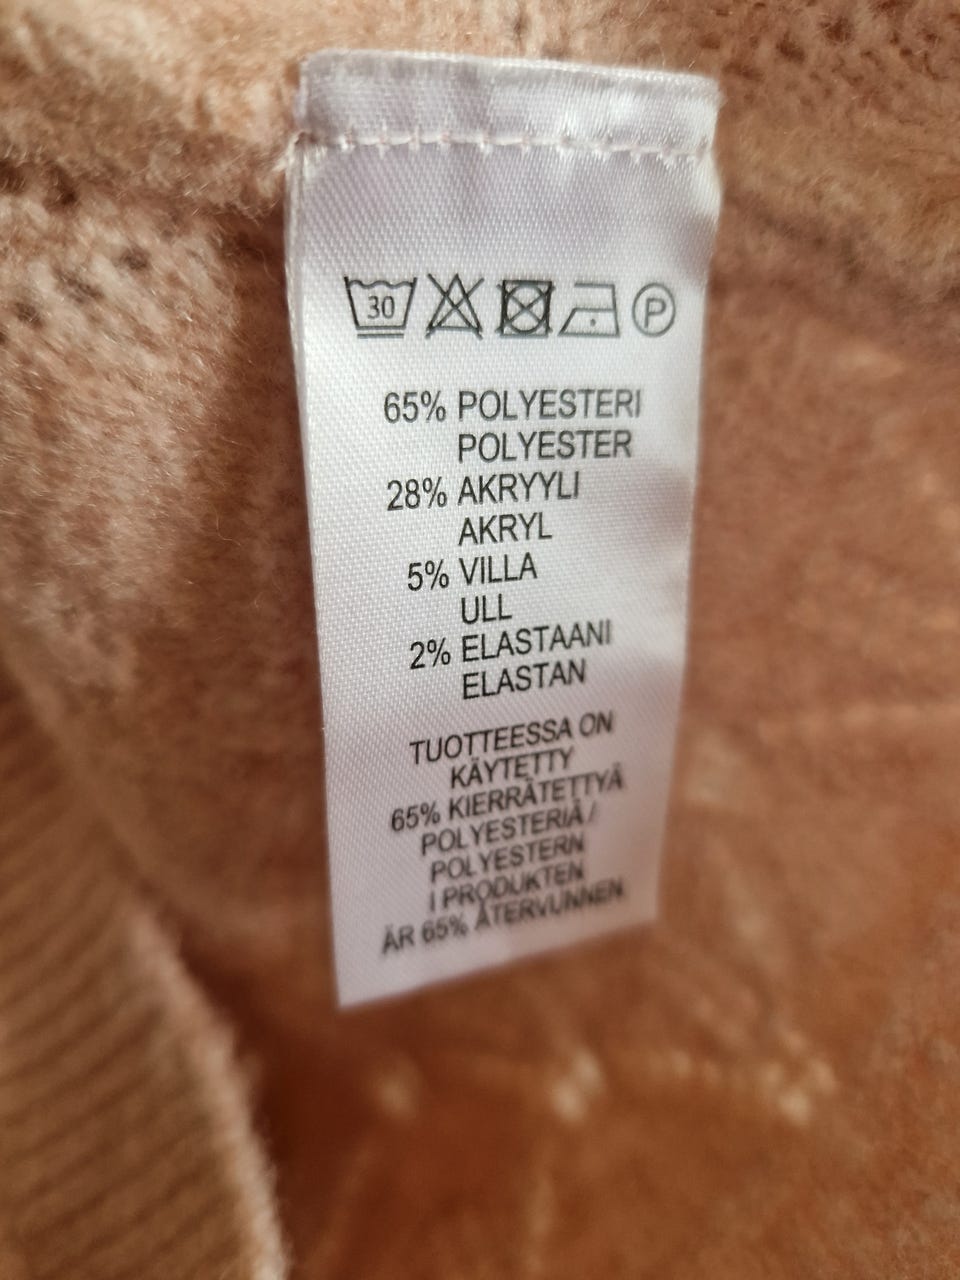 30 P
65% POLYESTERI
POLYESTER
28% AKRYYLI
AKRYL
5% VILLA
ULL
2% ELASTAANI
ELASTAN
TUOTTEESSA ON
KÄYTETTY
65% KIERRÄTETTYÄ
POLYESTERIÄ /
POLYESTERN
I PRODUKTEN
ÄR 65% ÅTERVUNNEN